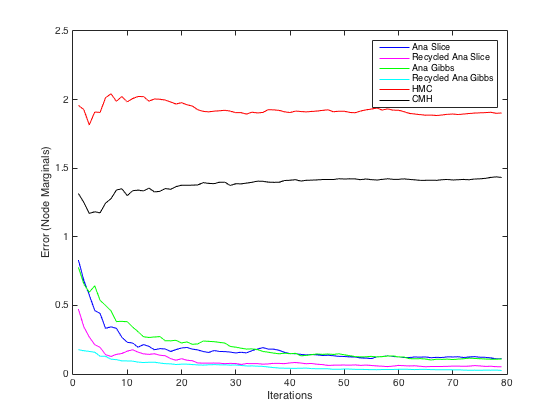 2.5
2
1.5
1
0.5
0
0 10 20 30 40 50 60 70 80
Error (Node Marginals)
Iterations
Ana Slice
Recycled Ana Slice
Ana Gibbs
Recycled Ana Gibbs
HMC
CMH